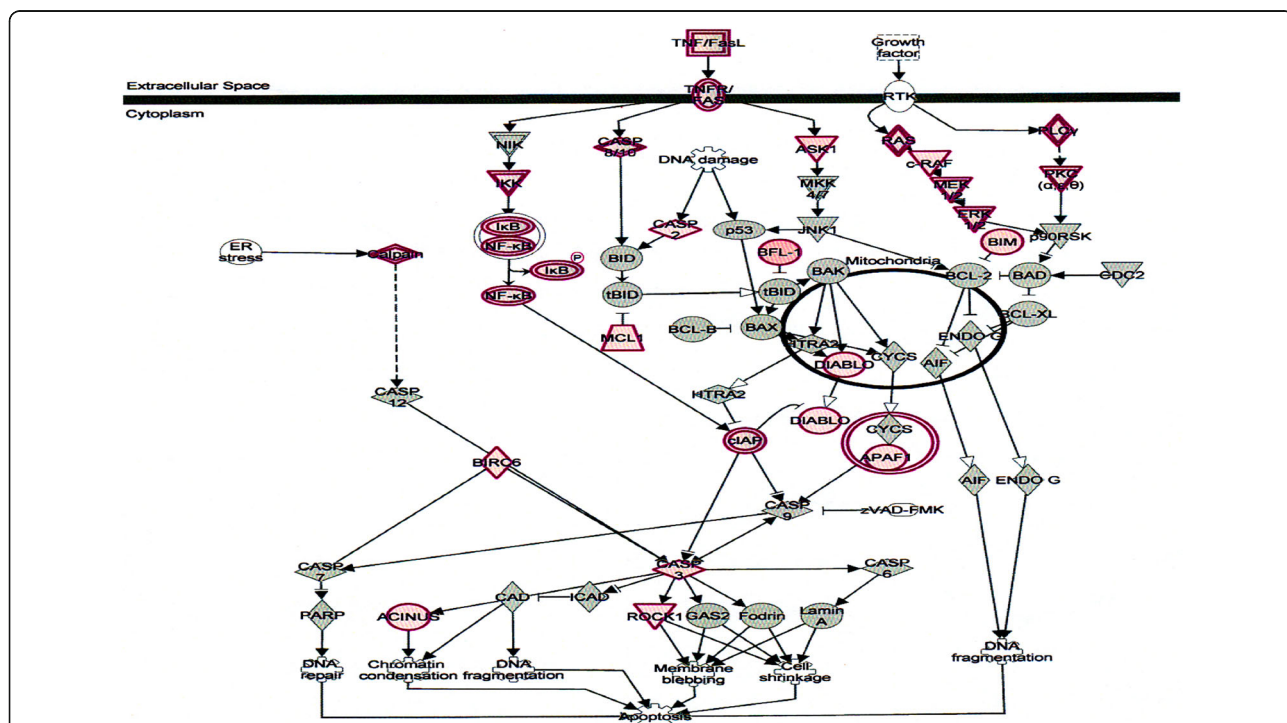 TNF/FasL
Growth
factor
Extracellular Space
TNFR/
FAS
RTK
Cytoplasm
NIK
CASP
8/10
DNA damage
ASK1
RAS
PLCγ
c-RAF
IKK
MKK
4/7
MEK
1/2
PKC
(α,ε,θ)
IκB
NF-κB
CASP
2
p53
JNK1
ERK
1/2
p90RSK
BIM
ER
stress
Calpain
P
IκB
BID
BFL-1
Mitochondria
BAK
BCL-2
BAD
CDC2
NF-κB
tBID
tBID
MCL1
BCL-B
BAX
HTRA2
CYCS
DIABLO
ENDO G
BCL-XL
AIF
CASP
12
HTRA2
DIABLO
cIAP
CYCS
APAF1
BIRC6
AIF
ENDO G
CASP
9
zVAD-FMK
CASP
7
CASP
3
CASP
6
PARP
ACINUS
CAD
ICAD
ROCK1
GAS2
Fodrin
Lamin
A
DNA
repair
Chromatin
condensation
DNA
fragmentation
Membrane
blebbing
Cell
shrinkage
DNA
fragmentation
Apoptosis